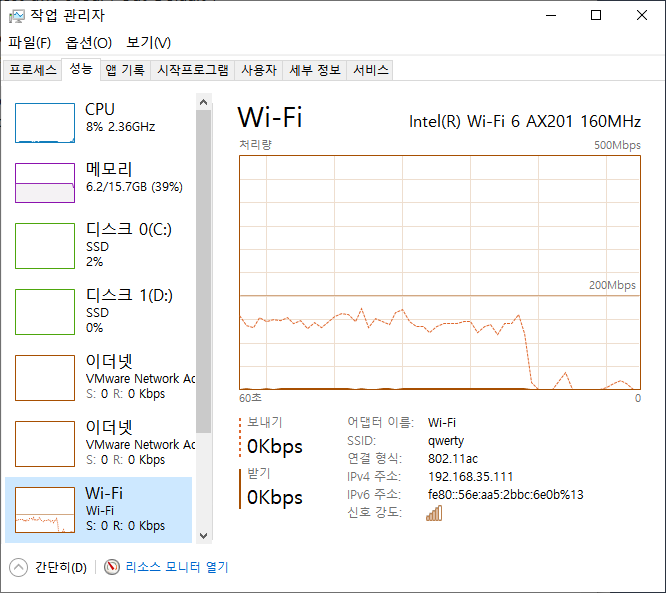 작업 관리자
파일(F) 옵션(O) 보기(V)
프로세스 성능 앱 기록 시작프로그램 사용자 세부 정보 서비스
CPU
8% 2.36GHz
메모리
6.2/15.7GB (39%)
디스크 0(C:)
SSD
2%
디스크 1(D:)
SSD
0%
이더넷
VMware Network Ac
S: 0 R: 0 Kbps
이더넷
VMware Network Ac
S: 0 R: 0 Kbps
Wi-Fi
Wi-Fi
S: 0 R: 0 Kbps
Wi-Fi
Intel(R) Wi-Fi 6 AX201 160MHz
처리량 500Mbps
200Mbps
60초 0
보내기
0Kbps
받기
0Kbps
어댑터 이름: Wi-Fi
SSID: qwerty
연결 형식: 802.11ac
IPv4 주소: 192.168.35.111
IPv6 주소: fe80::56e:aa5:2bbc:6e0b%13
신호 강도:
간단히(D) 리소스 모니터 열기